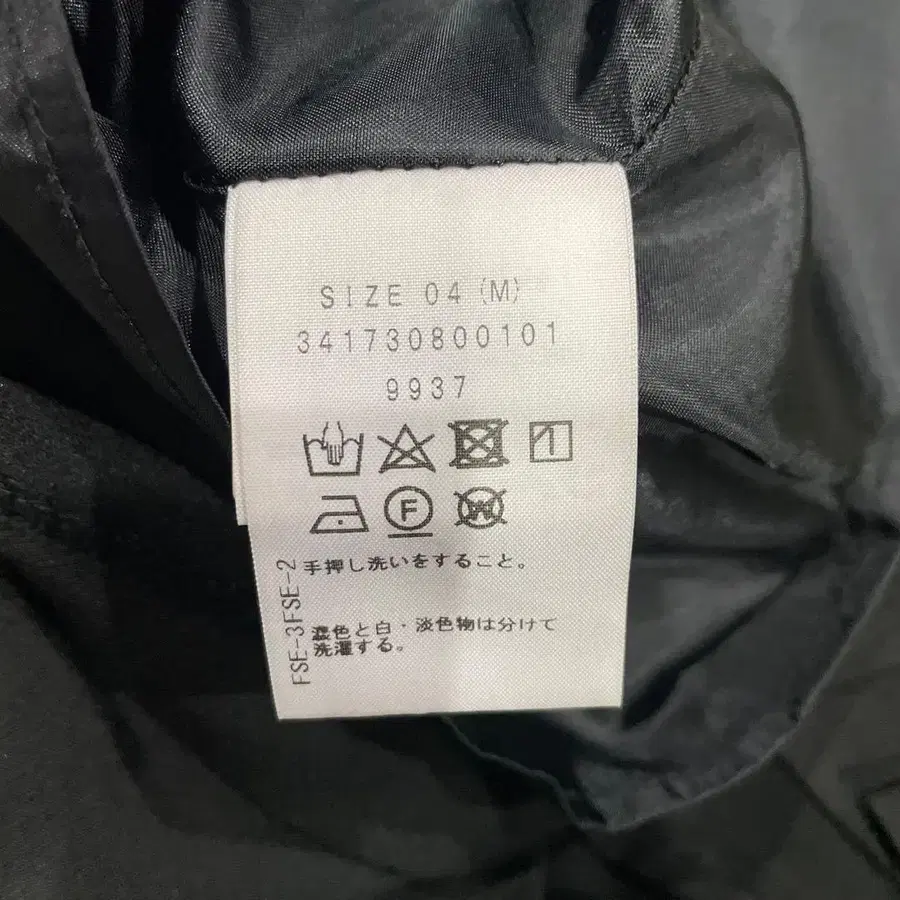 SIZE 04 (M)
341730800101
9937
F
W
手押し洗いをすること。
濃色と白・淡色物は分けて
洗濯する。
FSE-3FSE-2